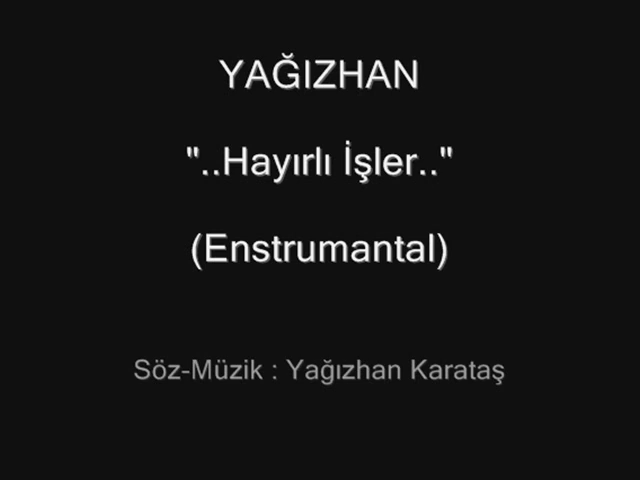 YAĞIZHAN
"..Hayırlı İşler.."
(Enstrumantal)
Söz-Müzik : Yağızhan Karataş